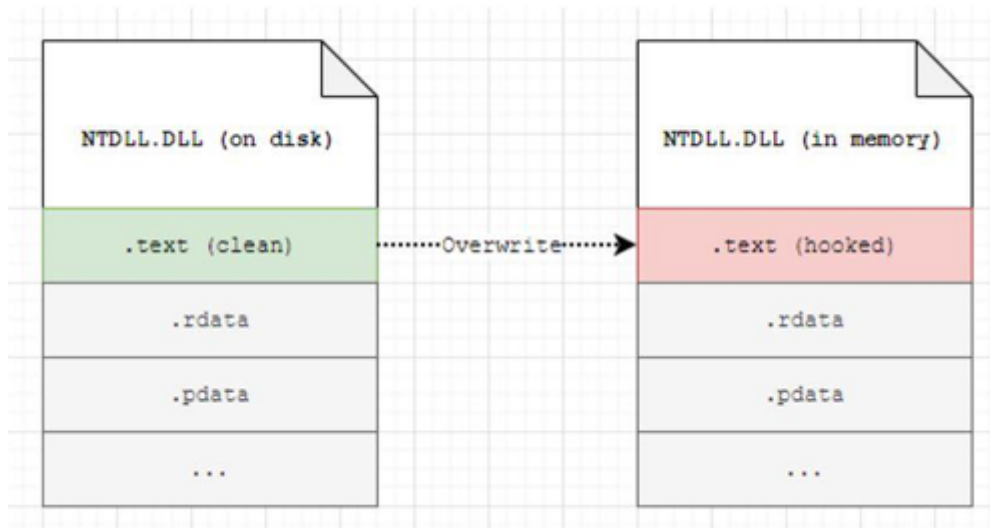 NTDLL.DLL (on disk)
NTDLL.DLL (in memory)
.text (clean)
Overwrite
.text (hooked)
.rdata
.rdata
.pdata
.pdata
...
...